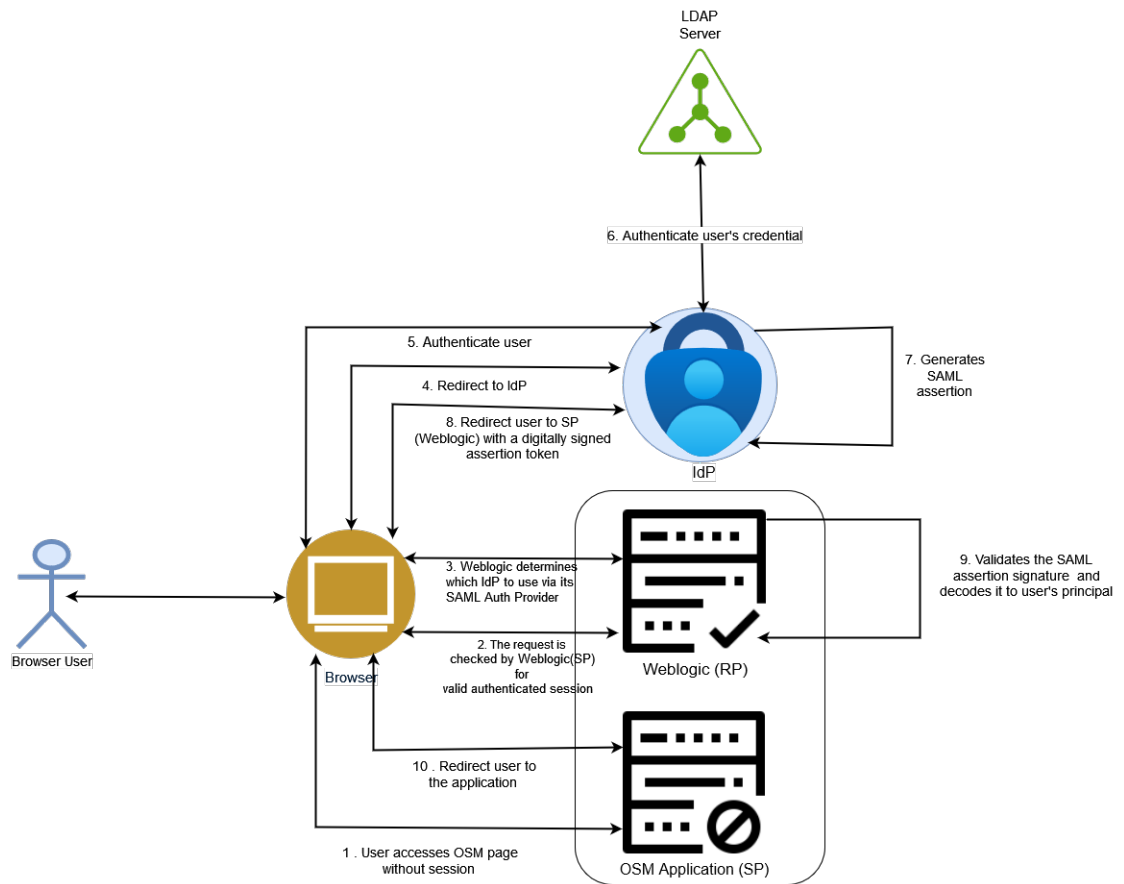 LDAP
Server
6. Authenticate user's credential
5. Authenticate user
4. Redirect to IdP
8. Redirect user to SP
(Weblogic) with a digitally signed
assertion token
7. Generates
SAML
assertion
IdP
3. Weblogic determines
which IdP to use via its
SAML Auth Provider
9. Validates the SAML
assertion signature and
decodes it to user's principal
2. The request is
checked by Weblogic(SP)
for
valid authenticated session
Browser User
Browser
Weblogic (RP)
10 . Redirect user to
the application
1 . User accesses OSM page
without session
OSM Application (SP)